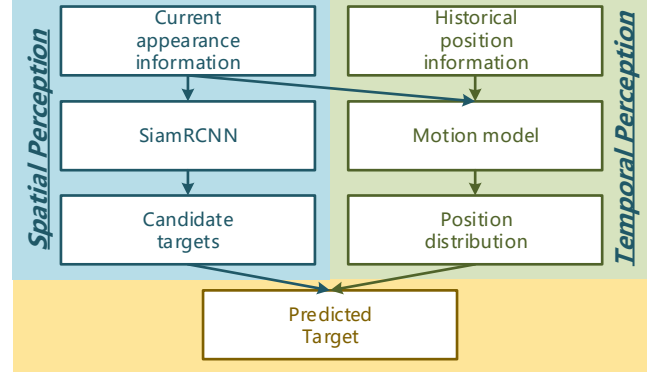 Spatial Perception
Current
appearance
information
SiamRCNN
Candidate
targets
Historical
position
information
Motion model
Position
distribution
Temporal Perception
Predicted
Target